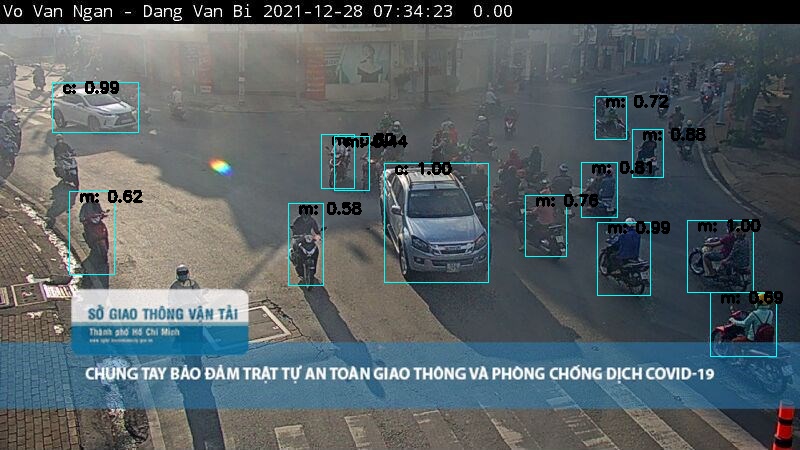 Vo Van Ngan - Dang Van Bi 2021-12-28 07:34:23 0.00
c: 0.99
m: 0.72
m: 0.88
c: 1.00
m: 0.81
m: 0.62
m: 0.76
m: 0.58
m: 0.99
m: 1.00
m: 0.69
SỞ GIAO THÔNG VẬN TẢI
Thành phố Hồ Chí Minh
CHUNG TAY BẢO ĐẢM TRẬT TỰ AN TOÀN GIAO THÔNG VÀ PHÒNG CHỐNG DỊCH COVID-19